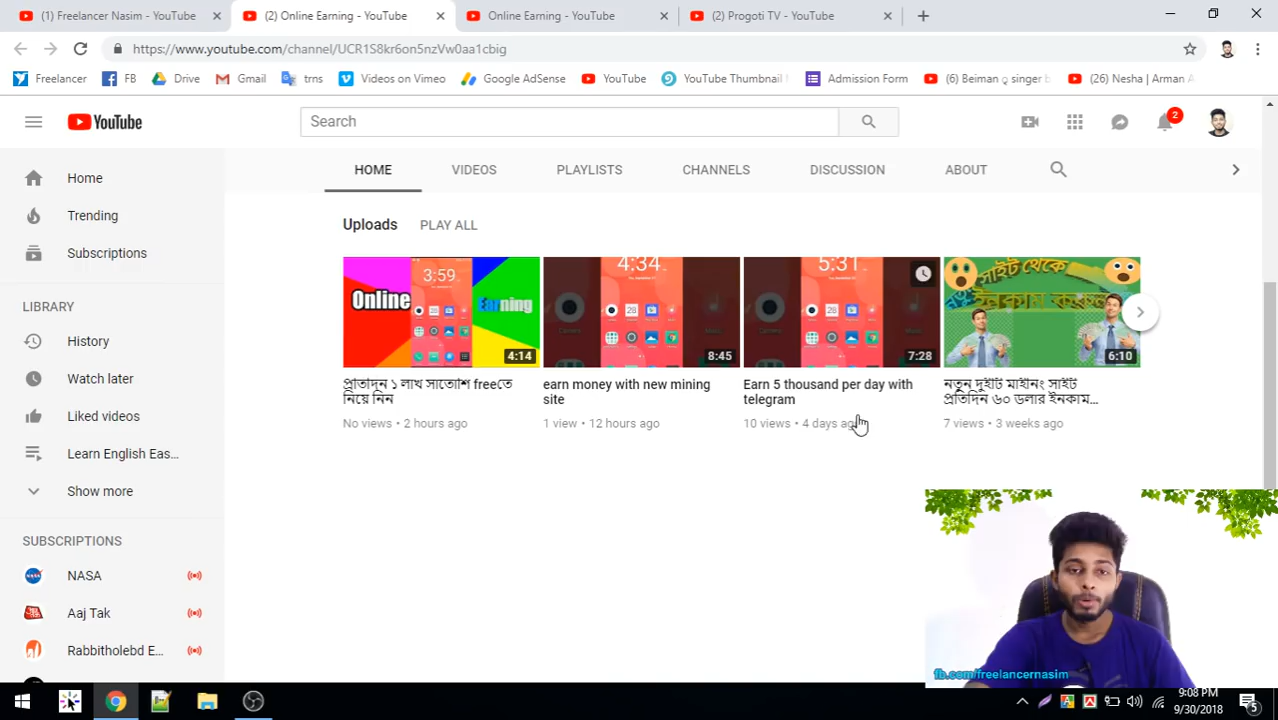 (1) Freelancer Nasim - YouTube
(2) Online Earning - YouTube
Online Earning - YouTube
(2) Progoti TV - YouTube
https://www.youtube.com/channel/UCR1S8kr6on5nzVw0aa1cbig
Freelancer
FB
Drive
Gmail
trns
Videos on Vimeo
Google AdSense
YouTube
YouTube Thumbnail
Admission Form
(6) Beiman q singer b
(26) Nesha | Arman A
YouTube
Search
2
HOME
VIDEOS
PLAYLISTS
CHANNELS
DISCUSSION
ABOUT
Home
Trending
Subscriptions
LIBRARY
History
Watch later
Liked videos
Learn English Eas...
Show more
SUBSCRIPTIONS
NASA
Aaj Tak
Rabbitholebd E...
Uploads PLAY ALL
3:59
Online
Earning
4:14
প্রতিদিন ১ লাখ সাতোশি freeতে
নিয়ে নিন
No views • 2 hours ago
4:34
8:45
earn money with new mining
site
1 view • 12 hours ago
5:31
7:28
Earn 5 thousand per day with
telegram
10 views • 4 days
সাইট থেকে
ইনকাম করুন
6:10
নতুন দুইটি মাইনিং সাইট
প্রতিদিন ৬০ ডলার ইনকাম...
7 views • 3 weeks ago
fb.com/freelancernasim
9:08 PM
9/30/2018
5